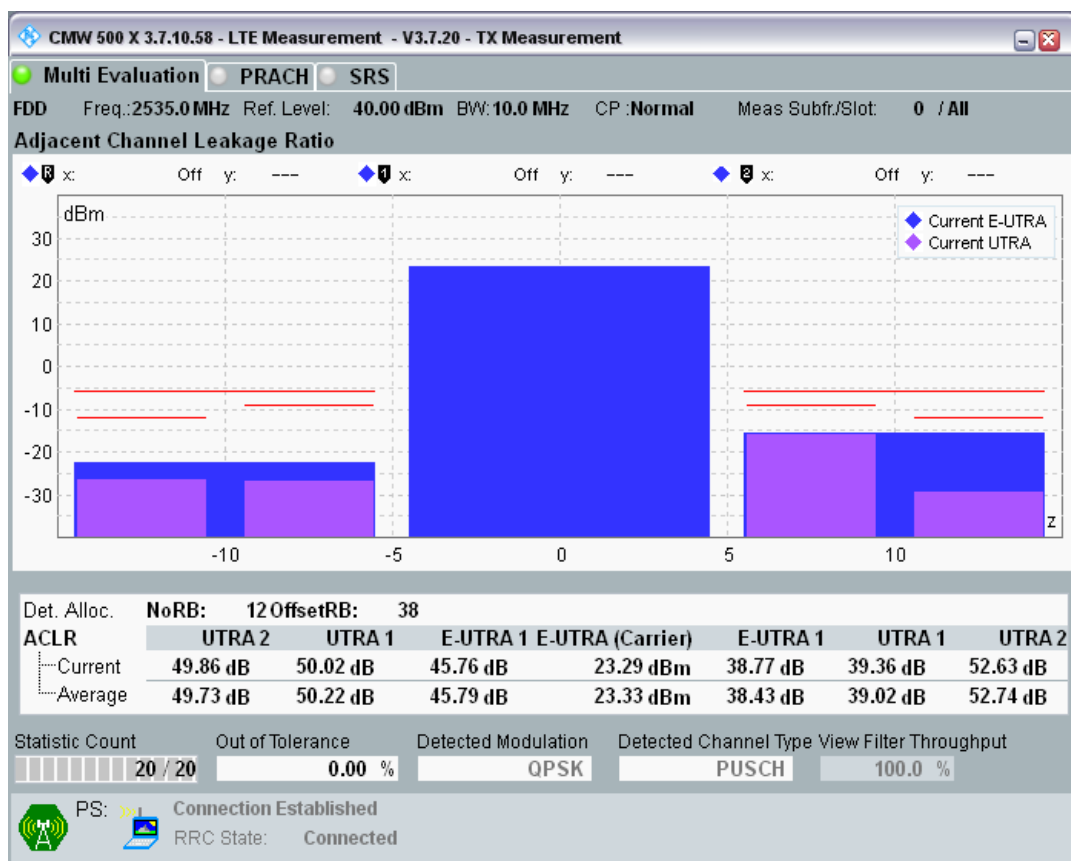 CMW 500 X 3.7.10.58 - LTE Measurement - V3.7.20 - TX Measurement
Multi Evaluation PRACH SRS
FDD Freq.:2535.0 MHz Ref. Level: 40.00 dBm BW: 10.0 MHz CP :Normal Meas Subfr./Slot: 0 / All
Adjacent Channel Leakage Ratio
R x: Off y: --- 1 x: Off y: --- 2 x: Off y: ---
dBm
Current E-UTRA
Current UTRA
30
20
10
0
-10
-20
-30
z
-10 -5 0 5 10
Det. Alloc. NoRB: 12 OffsetRB: 38
ACLR UTRA 2 UTRA 1 E-UTRA 1 E-UTRA (Carrier) E-UTRA 1 UTRA 1 UTRA 2
Current 49.86 dB 50.02 dB 45.76 dB 23.29 dBm 38.77 dB 39.36 dB 52.63 dB
Average 49.73 dB 50.22 dB 45.79 dB 23.33 dBm 38.43 dB 39.02 dB 52.74 dB
Statistic Count Out of Tolerance Detected Modulation Detected Channel Type View Filter Throughput
20 / 20 0.00 % QPSK PUSCH 100.0 %
PS: Connection Established
RRC State: Connected